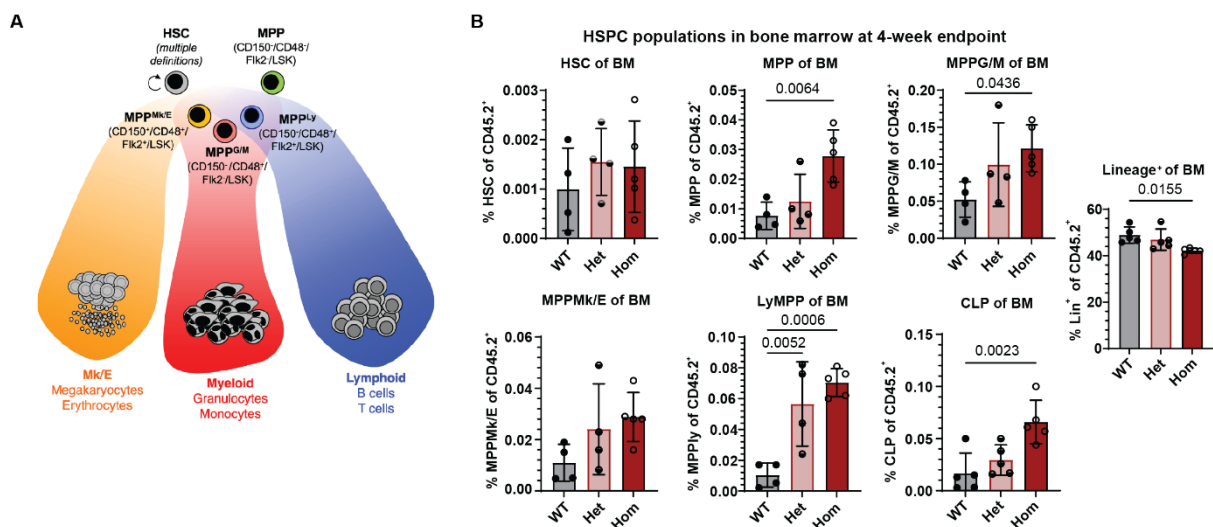 A
HSC
(multiple
definitions)
MPP
(CD150-/CD48-/
Flk2-/LSK)
MPPMk/E
(CD150+/CD48+/
Flk2+/LSK)
MPPG/M
(CD150-/CD48+/
Flk2-/LSK)
MPPLy
(CD150-/CD48+/
Flk2+/LSK)
Mk/E
Megakaryocytes
Erythrocytes
Myeloid
Granulocytes
Monocytes
Lymphoid
B cells
T cells
B
HSPC populations in bone marrow at 4-week endpoint
HSC of BM
% HSC of CD45.2+
0.003
0.002
0.001
0.000
WT
Het
Hom
MPP of BM
0.0064
% MPP of CD45.2+
0.05
0.04
0.03
0.02
0.01
0.00
WT
Het
Hom
MPPG/M of BM
0.0436
% MPPG/M of CD45.2+
0.20
0.15
0.10
0.05
0.00
WT
Het
Hom
Lineage+ of BM
0.0155
% Lin+ of CD45.2+
60
40
20
0
WT
Het
Hom
MPPMk/E of BM
% MPPMk/E of CD45.2+
0.06
0.04
0.02
0.00
WT
Het
Hom
LyMPP of BM
0.0006
0.0052
% MPPly of CD45.2+
0.10
0.08
0.06
0.04
0.02
0.00
WT
Het
Hom
CLP of BM
0.0023
% CLP of CD45.2+
0.15
0.10
0.05
0.00
WT
Het
Hom